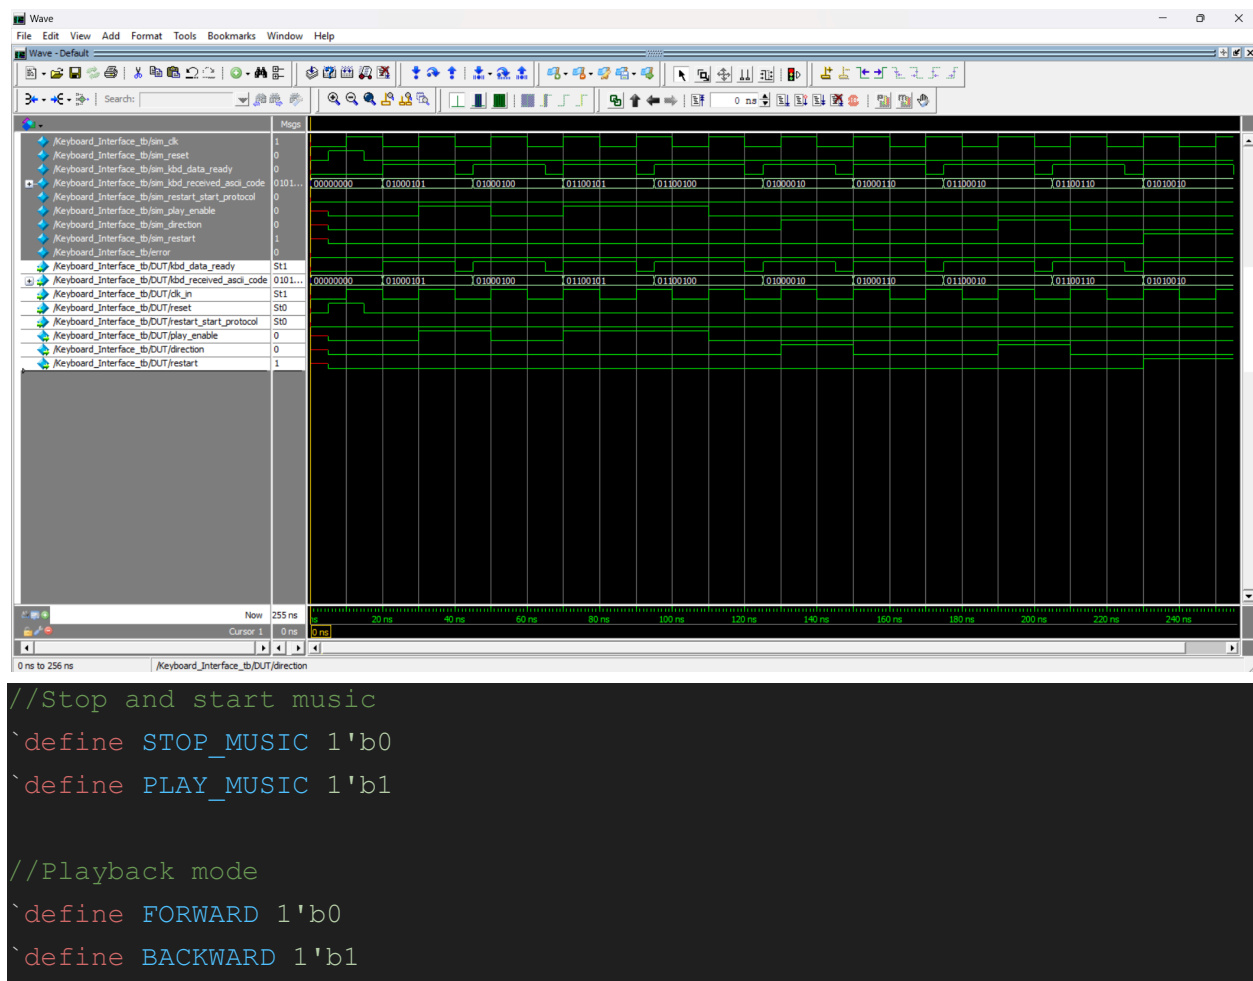 Wave
File Edit View Add Format Tools Bookmarks Window Help
Wave - Default
Search:
0 ns
Msgs
/Keyboard_Interface_tb/sim_clk 1
/Keyboard_Interface_tb/sim_reset 0
/Keyboard_Interface_tb/sim_kbd_data_ready 0
/Keyboard_Interface_tb/sim_kbd_received_ascii_code 0101... 00000000 01000101 01000100 01100101 01100100 01000010 01000110 01100010 01100110 01010010
/Keyboard_Interface_tb/sim_restart_start_protocol 0
/Keyboard_Interface_tb/sim_play_enable 0
/Keyboard_Interface_tb/sim_direction 0
/Keyboard_Interface_tb/sim_restart 1
/Keyboard_Interface_tb/error 0
/Keyboard_Interface_tb/DUT/kbd_data_ready St1
/Keyboard_Interface_tb/DUT/kbd_received_ascii_code 0101... 00000000 01000101 01000100 01100101 01100100 01000010 01000110 01100010 01100110 01010010
/Keyboard_Interface_tb/DUT/clk_in St1
/Keyboard_Interface_tb/DUT/reset St0
/Keyboard_Interface_tb/DUT/restart_start_protocol St0
/Keyboard_Interface_tb/DUT/play_enable 0
/Keyboard_Interface_tb/DUT/direction 0
/Keyboard_Interface_tb/DUT/restart 1
Now 255 ns ns 20 ns 40 ns 60 ns 80 ns 100 ns 120 ns 140 ns 160 ns 180 ns 200 ns 220 ns 240 ns
Cursor 1 0 ns 0 ns
0 ns to 256 ns /Keyboard_Interface_tb/DUT/direction
//Stop and start music
`define STOP_MUSIC 1'b0
`define PLAY_MUSIC 1'b1
//Playback mode
`define FORWARD 1'b0
`define BACKWARD 1'b1